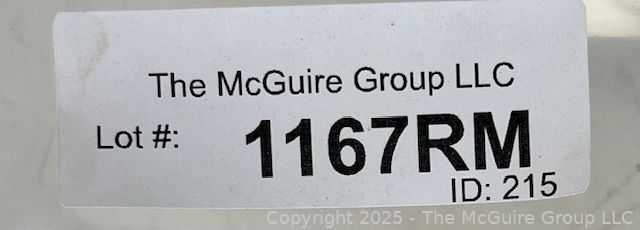 The McGuire Group LLC
Lot #: 1167RM
ID: 215
Copyright 2025 - The McGuire Group LLC